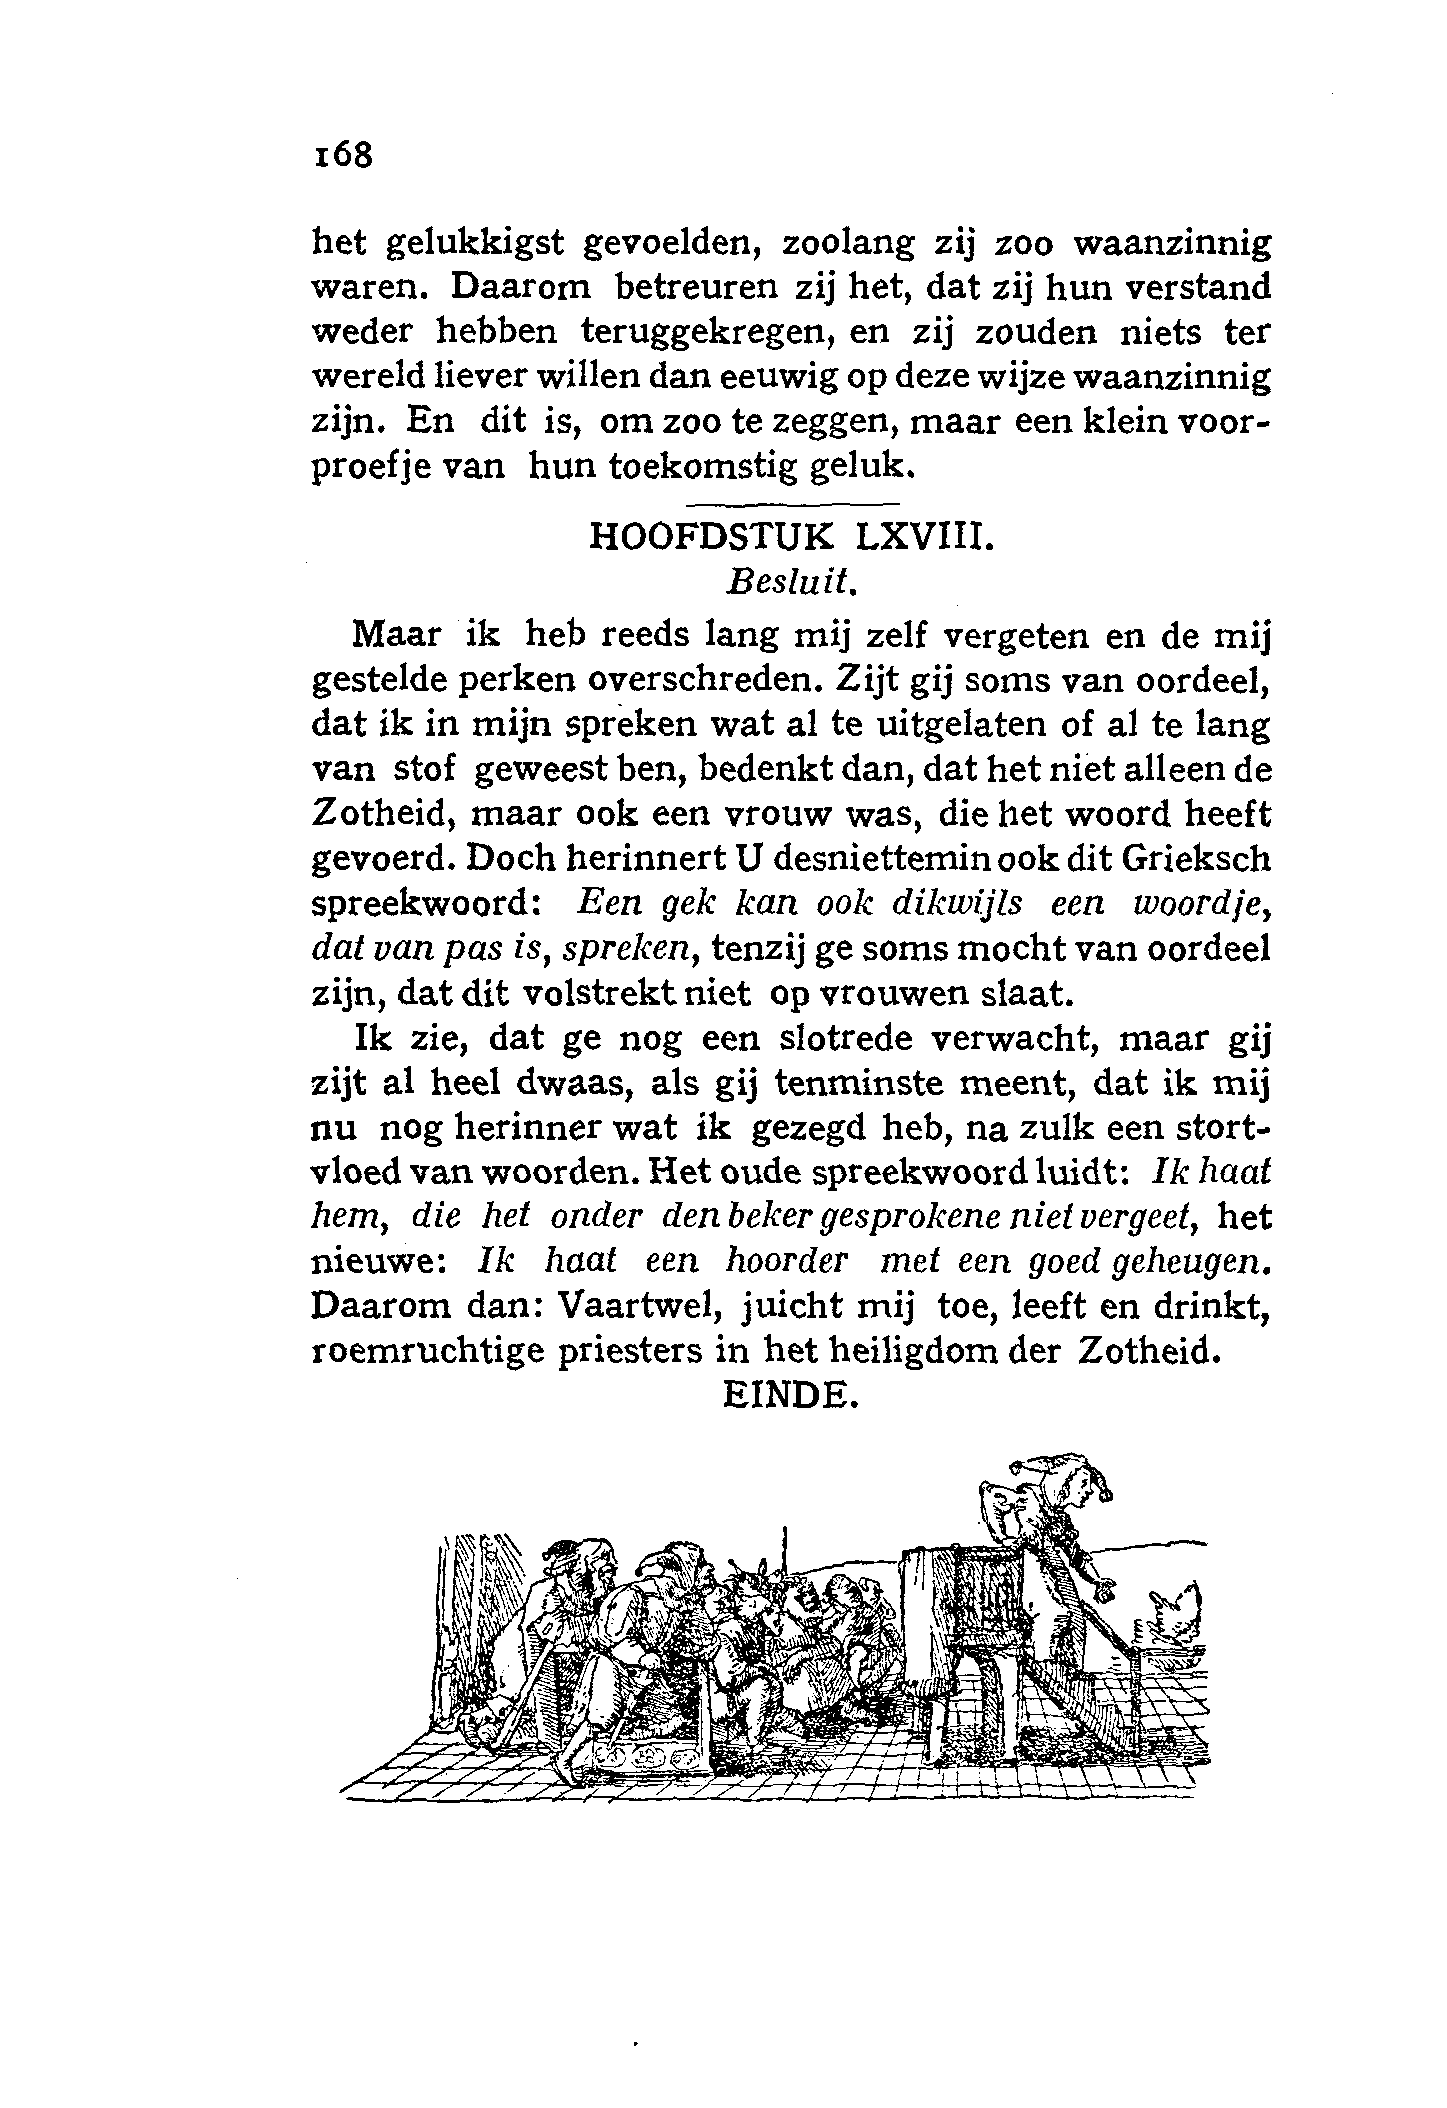 168
het gelukkigst gevoelden, zoolang zij zoo waanzinnig
waren. Daarom betreuren zij het, dat zij hun verstand
weder hebben teruggekregen, en zij zouden niets ter
wereld liever willen dan eeuwig op deze wijze waanzinnig
zijn. En dit is, om zoo te zeggen, maar een klein voor-
proefje van hun toekomstig geluk.
HOOFDSTUK LXVIII.
Besluit.
Maar ik heb reeds lang mij zelf vergeten en de mij
gestelde perken overschreden. Zijt gij soms van oordeel,
dat ik in mijn spreken wat al te uitgelaten of al te lang
van stof geweest ben, bedenkt dan, dat het niet alleen de
Zotheid, maar ook een vrouw was, die het woord heeft
gevoerd. Doch herinnert U desniettemin ook dit Grieksch
spreekwoord: Een gek kan ook dikwijls een woordje,
dat van pas is, spreken, tenzij ge soms mocht van oordeel
zijn, dat dit volstrekt niet op vrouwen slaat.
Ik zie, dat ge nog een slotrede verwacht, maar gij
zijt al heel dwaas, als gij tenminste meent, dat ik mij
nu nog herinner wat ik gezegd heb, na zulk een stort-
vloed van woorden. Het oude spreekwoord luidt: Ik haat
hem, die het onder den beker gesprokene niet vergeet, het
nieuwe: Ik haat een hoorder met een goed geheugen.
Daarom dan: Vaartwel, juicht mij toe, leeft en drinkt,
roemruchtige priesters in het heiligdom der Zotheid.
EINDE.